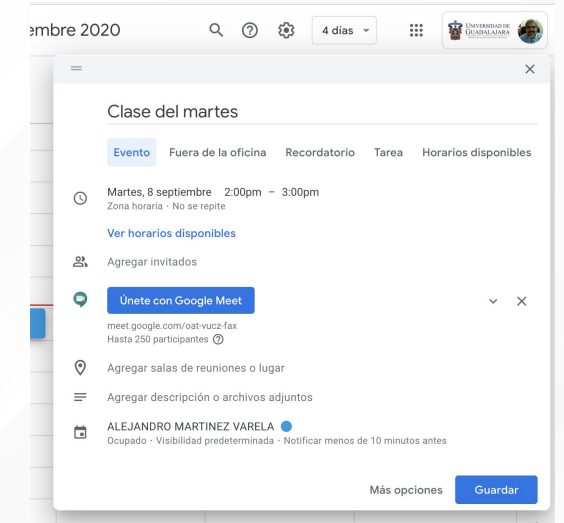 embre 2020
4 días
UNIVERSIDAD DE
GUADALAJARA
Clase del martes
Evento Fuera de la oficina Recordatorio Tarea Horarios disponibles
Martes, 8 septiembre 2:00pm – 3:00pm
Zona horaria · No se repite
Ver horarios disponibles
Agregar invitados
Únete con Google Meet
meet.google.com/oat-vucz-fax
Hasta 250 participantes
Agregar salas de reuniones o lugar
Agregar descripción o archivos adjuntos
ALEJANDRO MARTINEZ VARELA
Ocupado · Visibilidad predeterminada · Notificar menos de 10 minutos antes
Más opciones Guardar